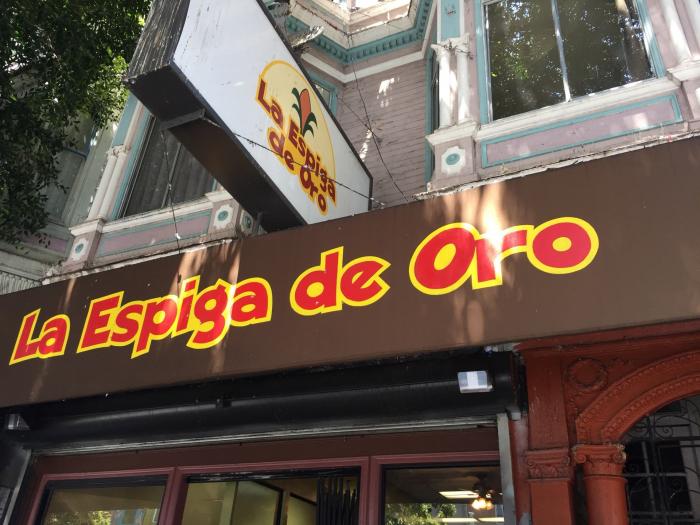 La Espiga
de Oro
La Espiga de Oro